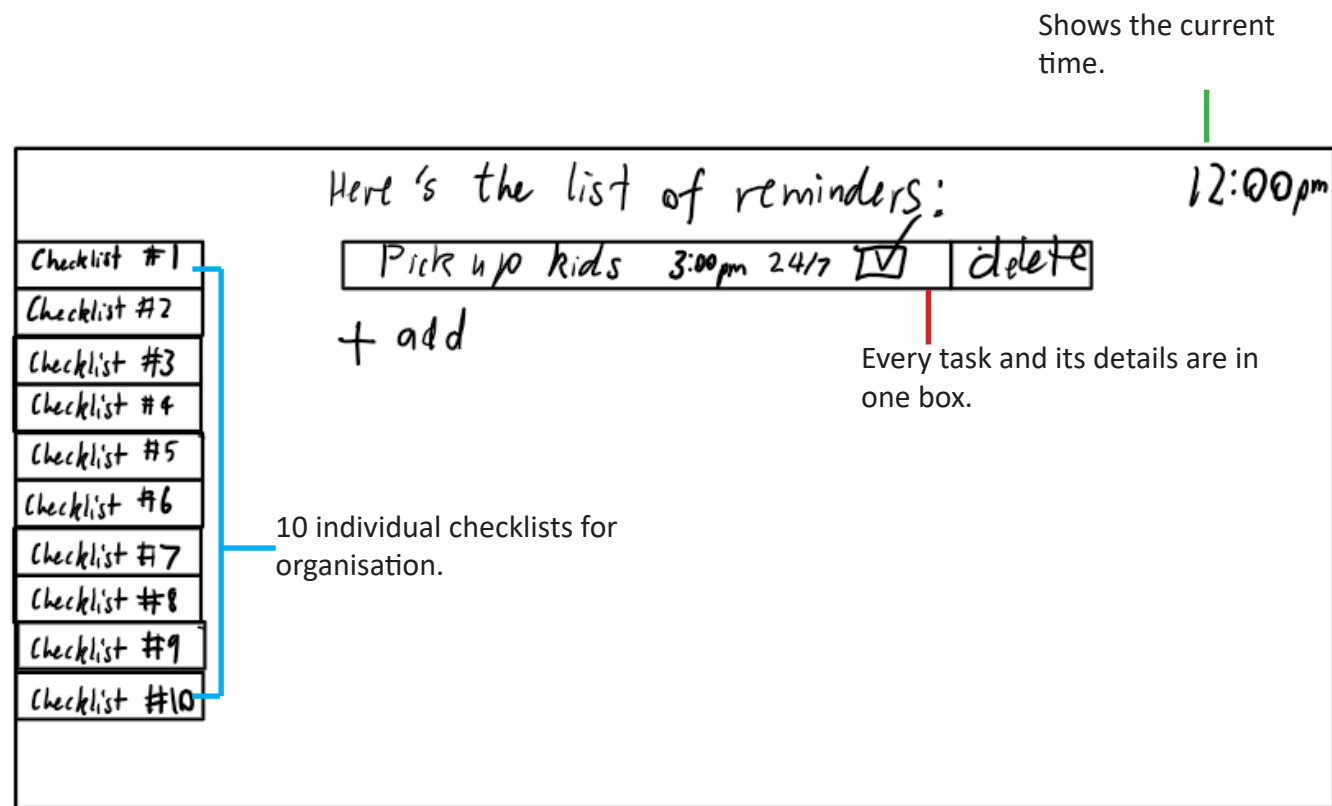 Shows the current
time.
Here's the list of reminders:
12:00pm
Checklist #1
Checklist #2
Checklist #3
Checklist #4
Checklist #5
Checklist #6
Checklist #7
Checklist #8
Checklist #9
Checklist #10
Pick up kids 3:00pm 24/7 delete
+ add
Every task and its details are in
one box.
10 individual checklists for
organisation.